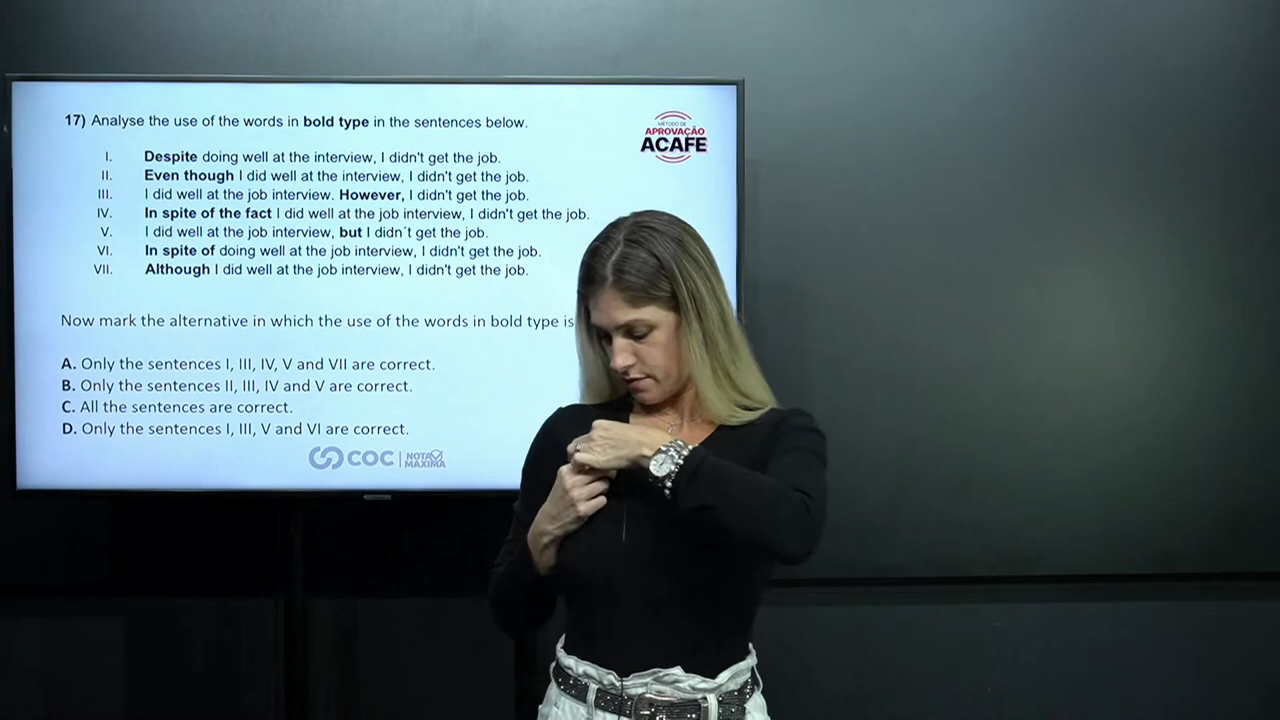 17) Analyse the use of the words in bold type in the sentences below.
MÉTODO DE
APROVAÇÃO
ACAFE
I. Despite doing well at the interview, I didn't get the job.
II. Even though I did well at the job interview, I didn't get the job.
III. I did well at the job interview. However, I didn't get the job.
IV. In spite of the fact I did well at the job interview, I didn't get the job.
V. I did well at the job interview, but I didn´t get the job.
VI. In spite of doing well at the job interview, I didn't get the job.
VII. Although I did well at the job interview, I didn't get the job.
Now mark the alternative in which the use of the words in bold type is
A. Only the sentences I, III, IV, V and VII are correct.
B. Only the sentences II, III, IV and V are correct.
C. All the sentences are correct.
D. Only the sentences I, III, V and VI are correct.
COC | NOTA
MÁXIMA